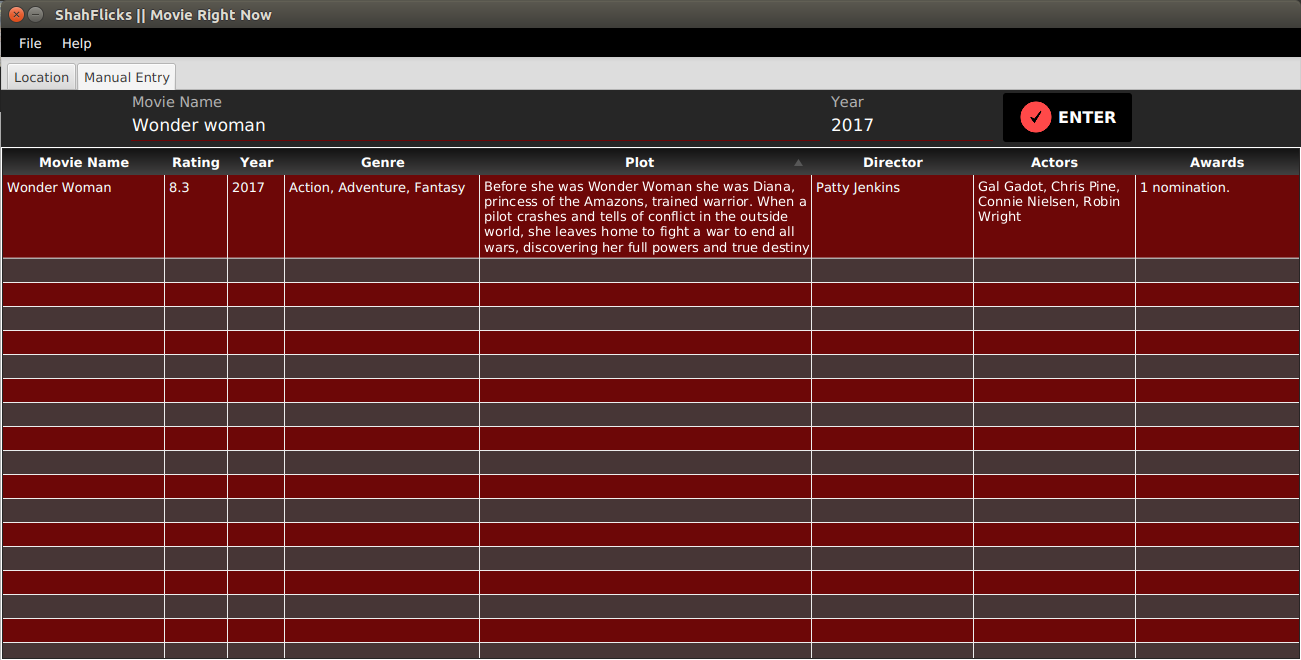 ShahFlicks || Movie Right Now
File Help
Location Manual Entry
Movie Name Year
Wonder woman 2017 ENTER
Movie Name Rating Year Genre Plot Director Actors Awards
Wonder Woman 8.3 2017 Action, Adventure, Fantasy
Before she was Wonder Woman she was Diana,
princess of the Amazons, trained warrior. When a
pilot crashes and tells of conflict in the outside
world, she leaves home to fight a war to end all
wars, discovering her full powers and true destiny
Patty Jenkins
Gal Gadot, Chris Pine,
Connie Nielsen, Robin
Wright
1 nomination.